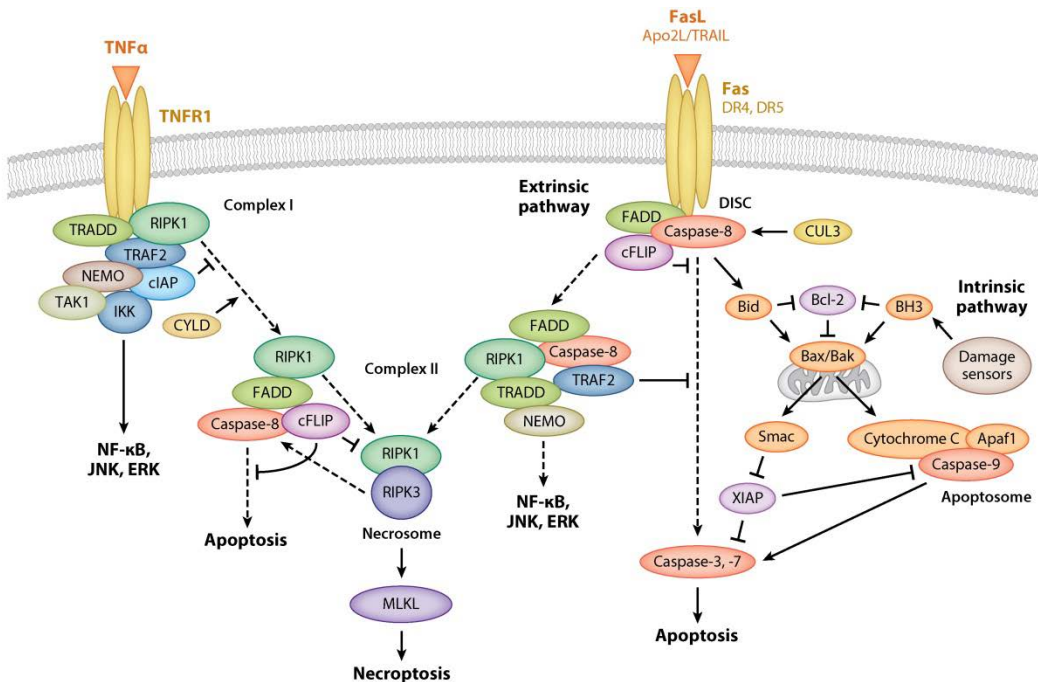 TNFα
TNFR1
TRADD
RIPK1
Complex I
TRAF2
NEMO
cIAP
TAK1
IKK
CYLD
NF-κB,
JNK, ERK
RIPK1
Complex II
FADD
Caspase-8
cFLIP
RIPK1
RIPK3
Apoptosis
Necrosome
MLKL
Necroptosis
FasL
Apo2L/TRAIL
Fas
DR4, DR5
Extrinsic
pathway
DISC
FADD
Caspase-8
cFLIP
CUL3
FADD
RIPK1
Caspase-8
TRADD
TRAF2
NEMO
NF-κB,
JNK, ERK
Bid
Bcl-2
BH3
Intrinsic
pathway
Bax/Bak
Damage
sensors
Smac
Cytochrome C
Apaf1
Caspase-9
XIAP
Apoptosome
Caspase-3, -7
Apoptosis